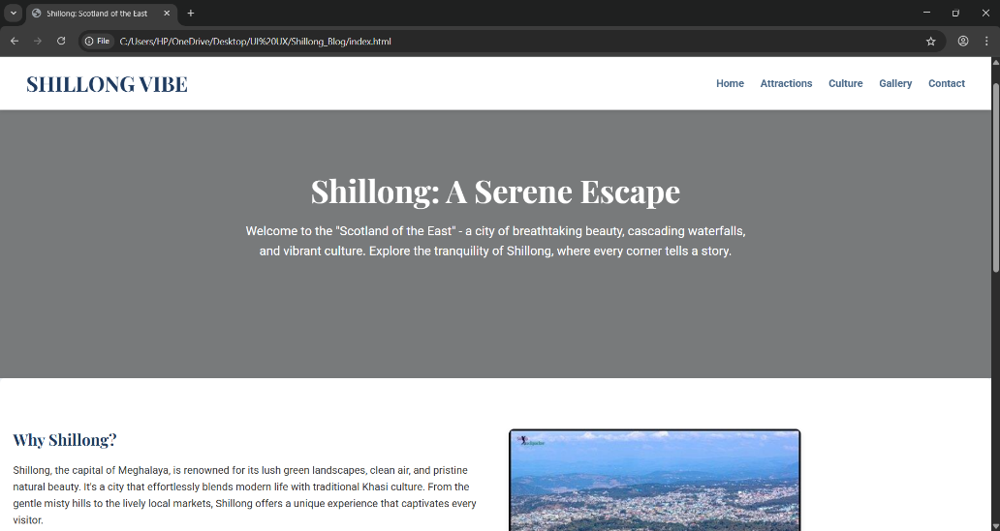 Shillong: Scotland of the East
File C:/Users/HP/OneDrive/Desktop/UI%20UX/Shillong_Blog/index.html
SHILLONG VIBE
Home Attractions Culture Gallery Contact
Shillong: A Serene Escape
Welcome to the "Scotland of the East" - a city of breathtaking beauty, cascading waterfalls,
and vibrant culture. Explore the tranquility of Shillong, where every corner tells a story.
Why Shillong?
Shillong, the capital of Meghalaya, is renowned for its lush green landscapes, clean air, and pristine
natural beauty. It's a city that effortlessly blends modern life with traditional Khasi culture. From the
gentle misty hills to the lively local markets, Shillong offers a unique experience that captivates every
visitor.